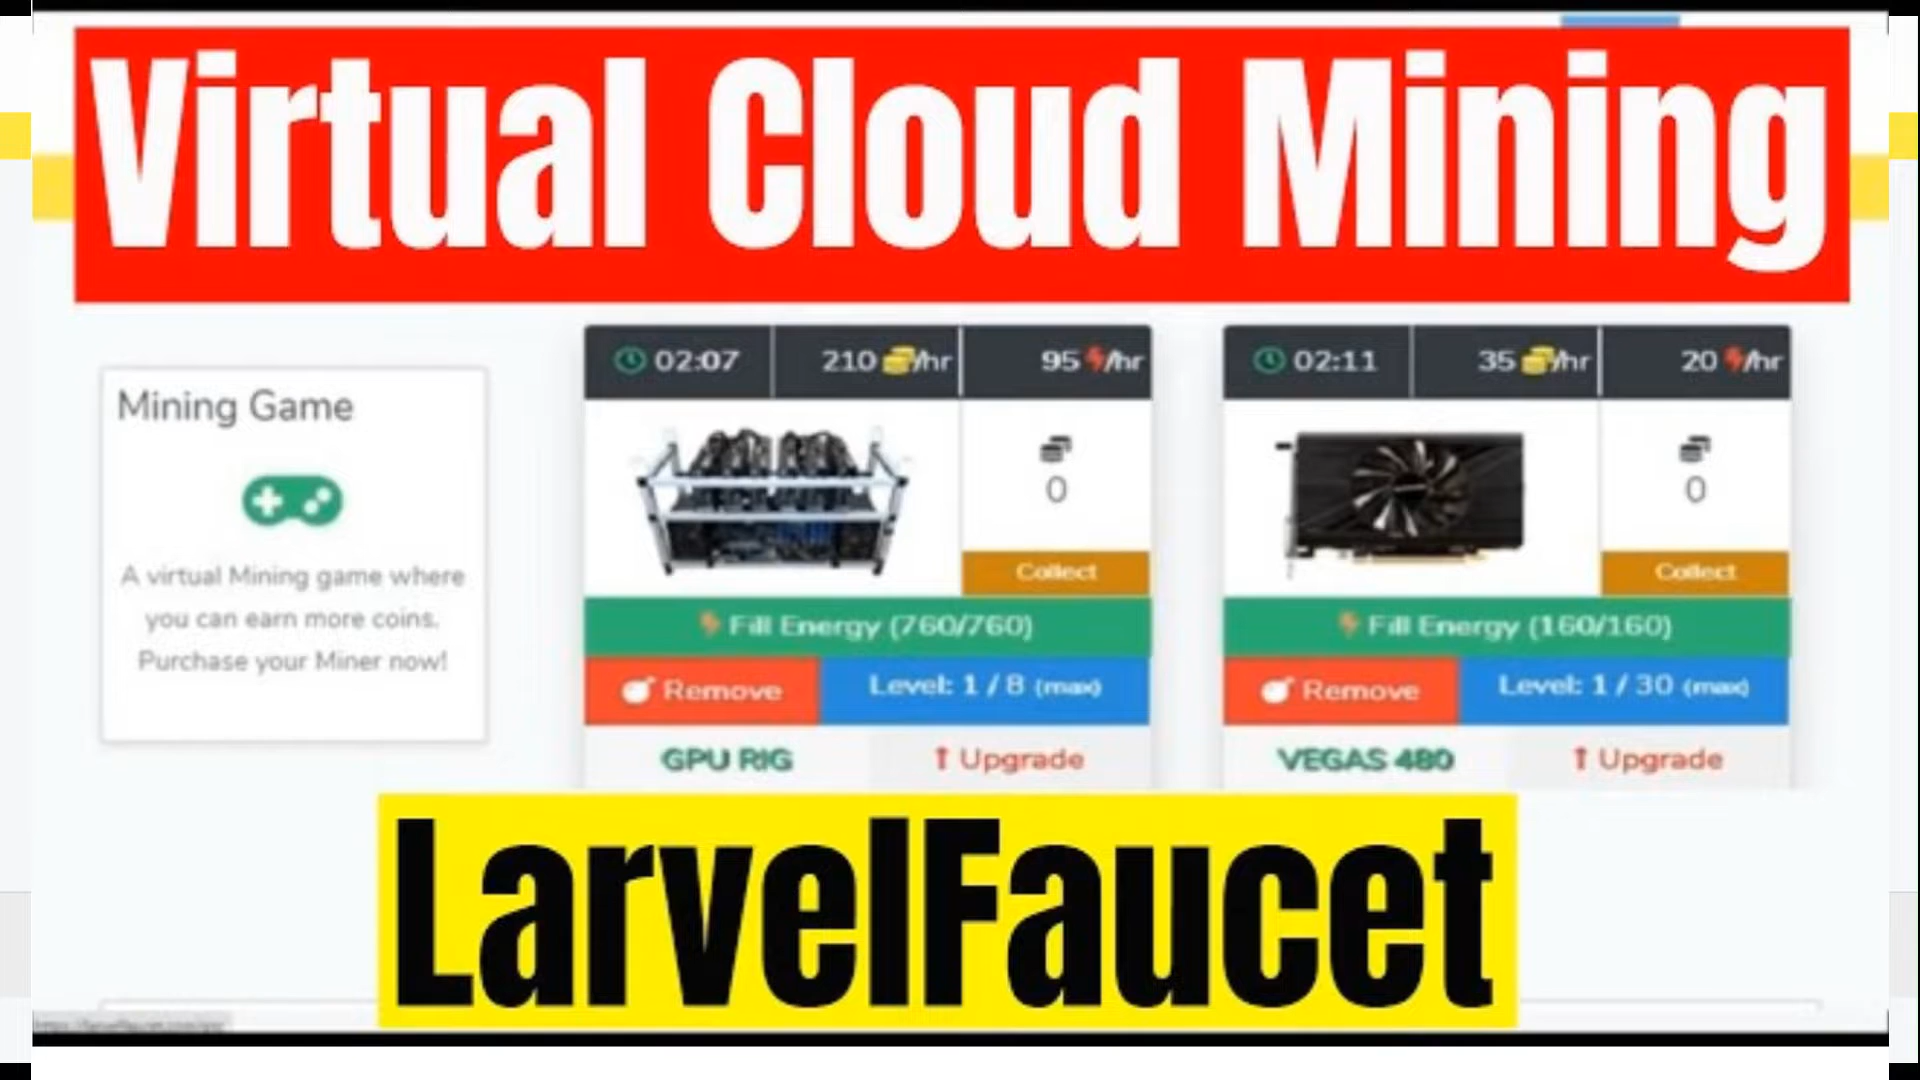 Virtual Cloud Mining
Mining Game
A virtual Mining game where
you can earn more coins.
Purchase your Miner now!
02:07 210 /hr 95 /hr
0
Collect
Fill Energy (760/760)
Remove Level: 1 / 8 (max)
GPU RIG Upgrade
02:11 35 /hr 20 /hr
0
Collect
Fill Energy (160/160)
Remove Level: 1 / 30 (max)
VEGAS 480 Upgrade
LarvelFaucet